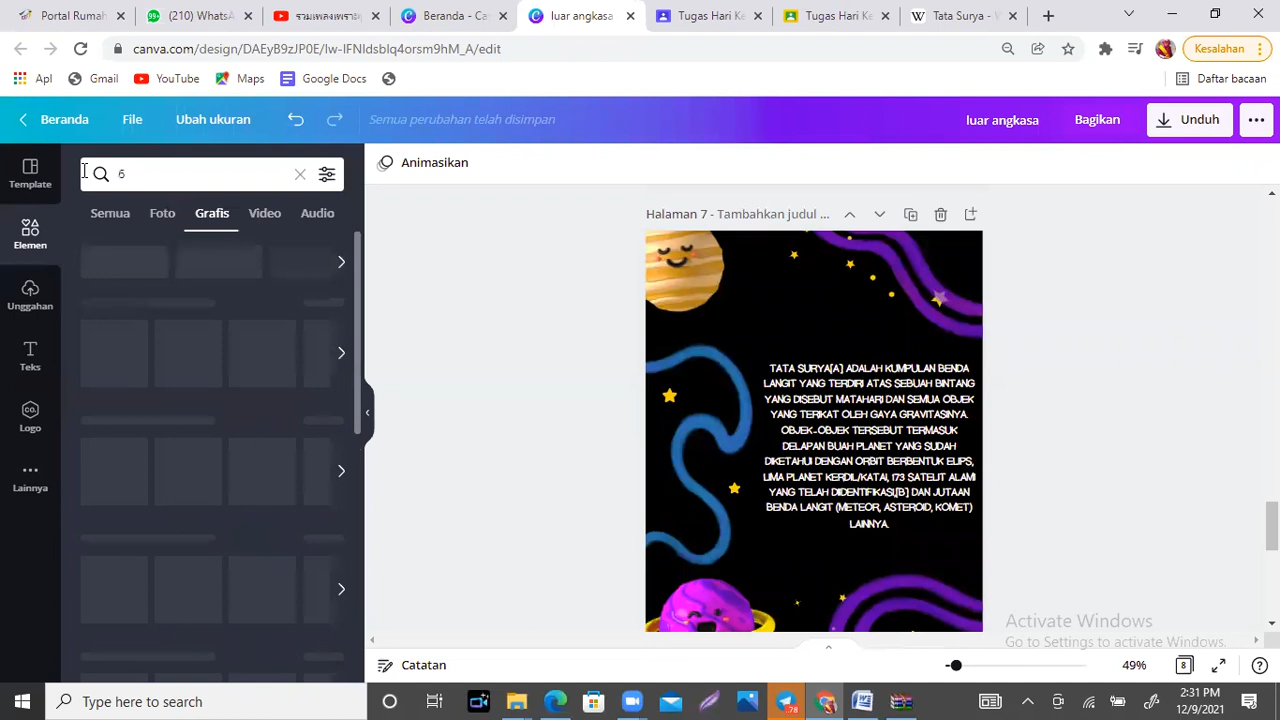 Portal Rumı
(210) WhatsA
Beranda - Ca
luar angkasa
Tugas Hari Ke
Tugas Hari Ke
Tata Surya - W
canva.com/design/DAEyB9zJP0E/Iw-IFNIdsblq4orsm9hM_A/edit
Kesalahan
Apl
Gmail
YouTube
Maps
Google Docs
Daftar bacaan
Beranda
File
Ubah ukuran
Semua perubahan telah disimpan
luar angkasa
Bagikan
Unduh
Template
Elemen
Unggahan
Teks
CO.
Logo
Lainnya
6
Semua
Foto
Grafis
Video
Audio
Animasikan
Halaman 7 - Tambahkan judul ...
TATA SURYA[A] ADALAH KUMPULAN BENDA
LANGIT YANG TERDIRI ATAS SEBUAH BINTANG
YANG DISEBUT MATAHARI DAN SEMUA OBJEK
YANG TERIKAT OLEH GAYA GRAVITASINYA.
OBJEK-OBJEK TERSEBUT TERMASUK
DELAPAN BUAH PLANET YANG SUDAH
DIKETAHUI DENGAN ORBIT BERBENTUK ELIPS,
LIMA PLANET KERDIL/KATAI, 173 SATELIT ALAMI
YANG TELAH DIIDENTIFIKASI,[B] DAN JUTAAN
BENDA LANGIT (METEOR, ASTEROID, KOMET)
LAINNYA.
Activate Windows
Go to Settings to activate Windows.
Catatan
49%
8
Type here to search
78
2:31 PM
12/9/2021